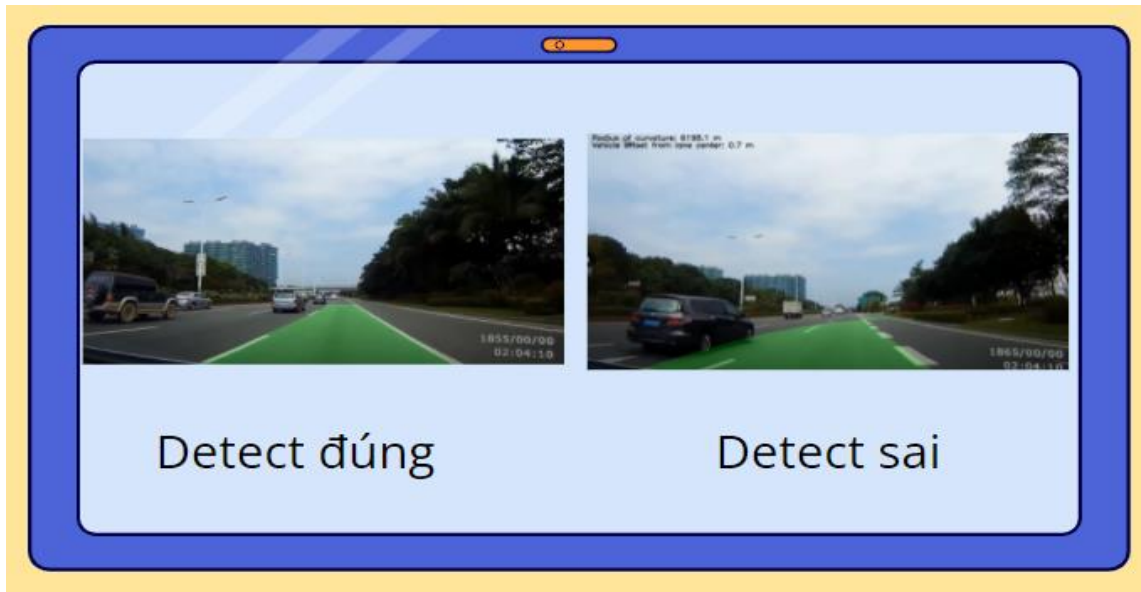 Radius of curvature: 6198.1 m
Vehicle offset from lane center: 0.7 m
1855/00/00
02:04:10
1865/00/00
02:04:10
Detect đúng
Detect sai